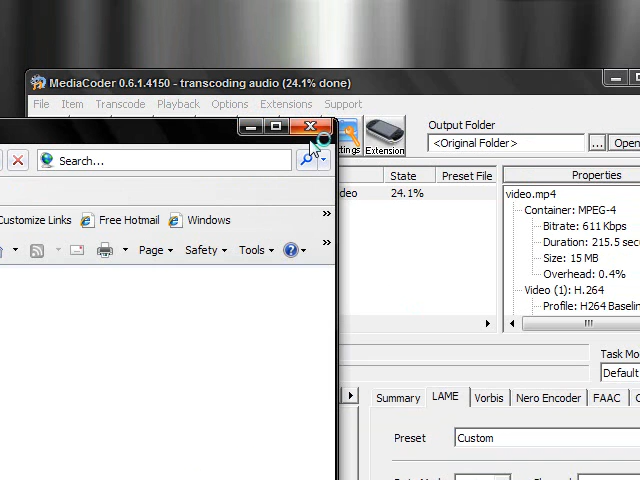 MediaCoder 0.6.1.4150 - transcoding audio (24.1% done)
File Item Transcode Playback Options Extensions Support
Output Folder
<Original Folder> ... Open
Extension
Search...
State Preset File Properties
24.1%
video.mp4
Container: MPEG-4
Bitrate: 611 Kbps
Duration: 215.5
Size: 15 MB
Overhead: 0.4%
Video (1): H.264
Profile: H264
Customize Links Free Hotmail Windows
Page Safety Tools
Task
Default
Summary LAME Vorbis Nero Encoder FAAC
Preset Custom